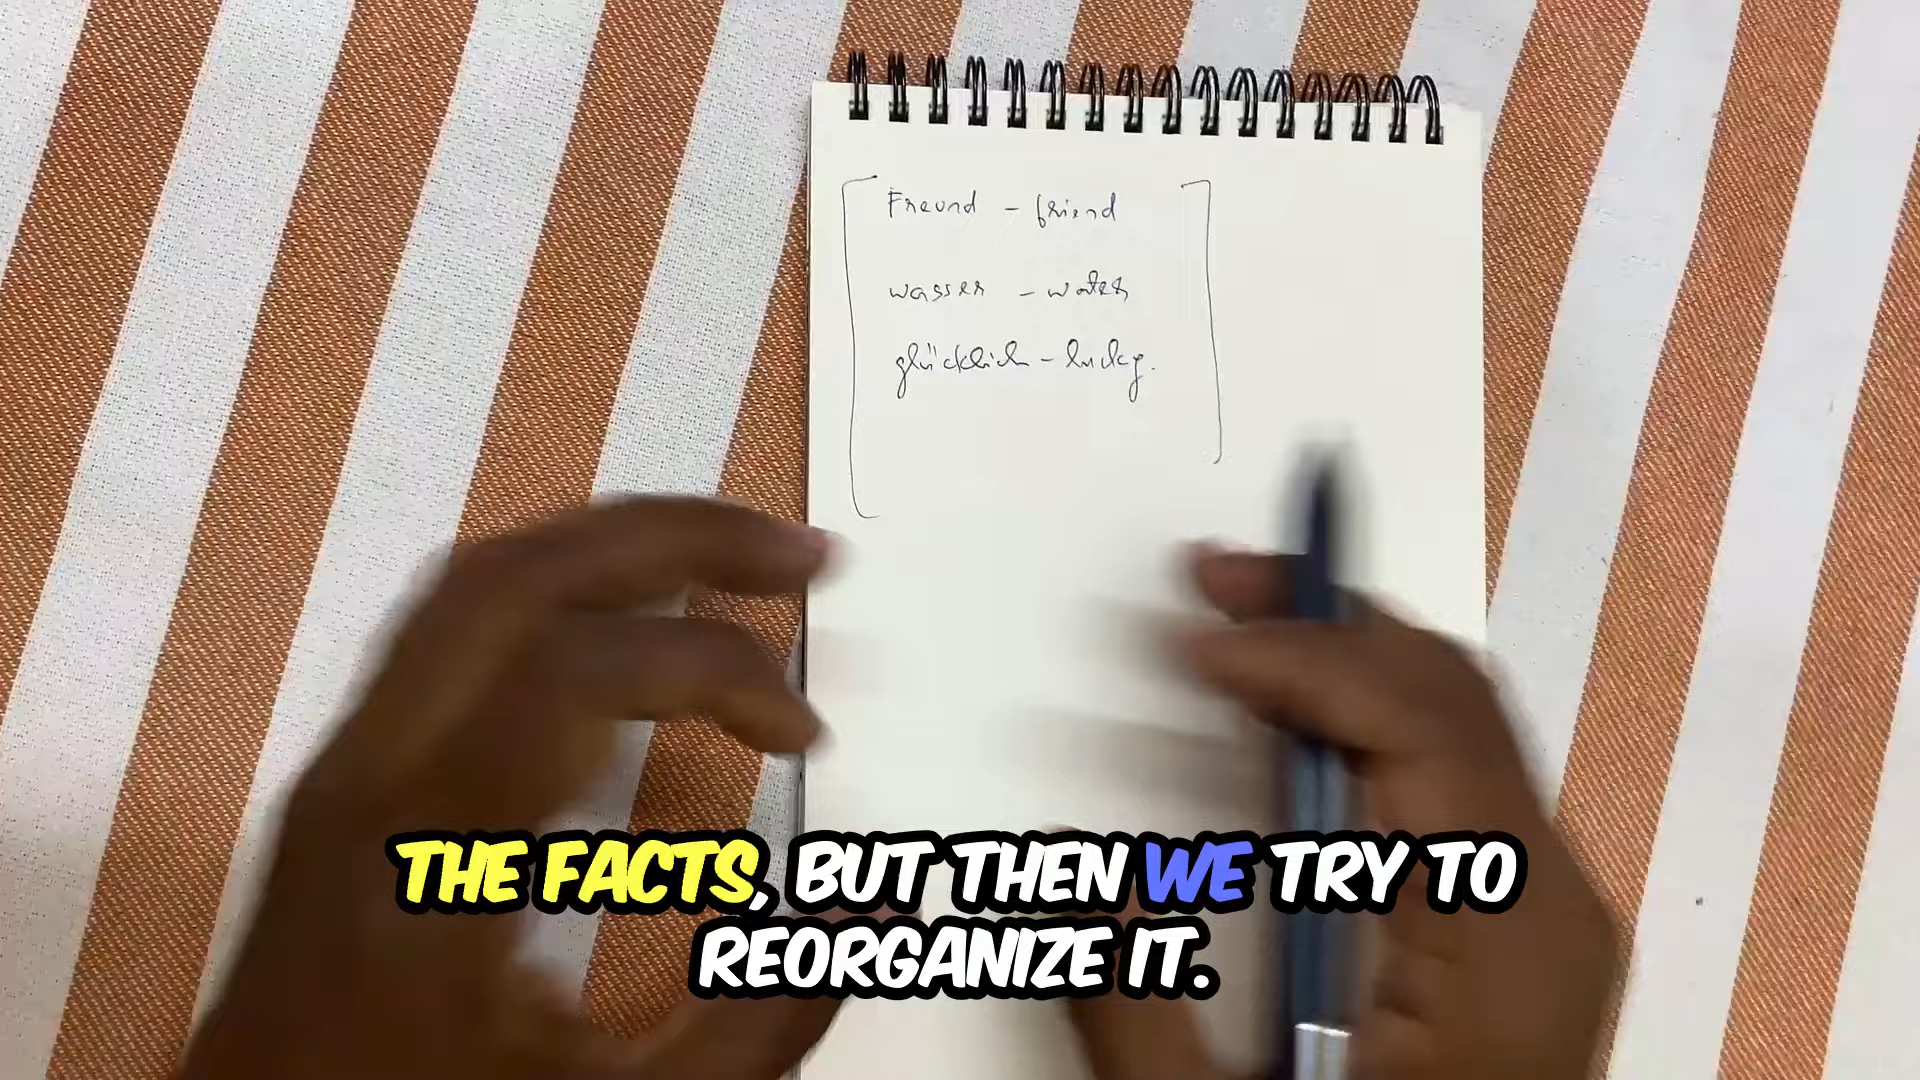 Freund - friend
wasser - water
glücklich - lucky.
THE FACTS, BUT THEN WE TRY TO
REORGANIZE IT.